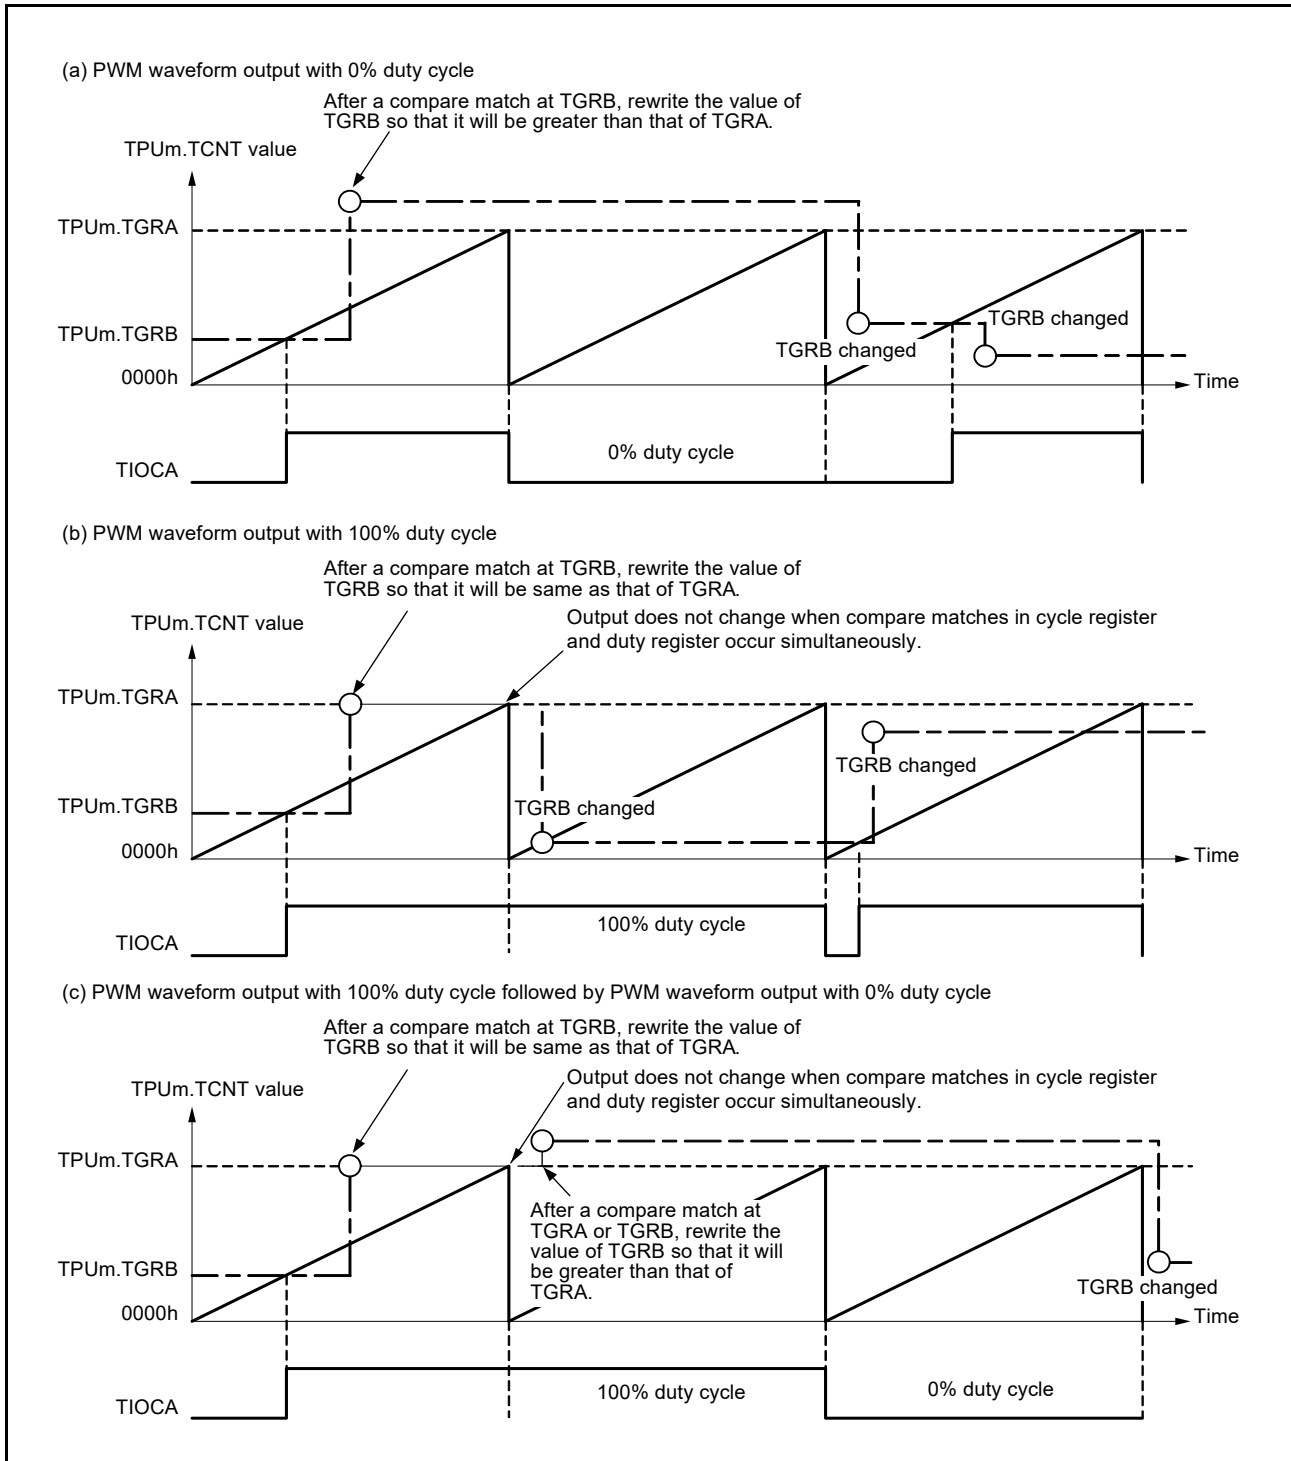 (a) PWM waveform output with 0% duty cycle
After a compare match at TGRB, rewrite the value of
TGRB so that it will be greater than that of TGRA.
TPUm.TCNT value
TPUm.TGRA
TPUm.TGRB
TGRB changed
TGRB changed
0000h
Time
TIOCA
0% duty cycle
(b) PWM waveform output with 100% duty cycle
After a compare match at TGRB, rewrite the value of
TGRB so that it will be same as that of TGRA.
Output does not change when compare matches in cycle register
and duty register occur simultaneously.
TPUm.TCNT value
TPUm.TGRA
TGRB changed
TPUm.TGRB
TGRB changed
0000h
Time
100% duty cycle
TIOCA
(c) PWM waveform output with 100% duty cycle followed by PWM waveform output with 0% duty cycle
After a compare match at TGRB, rewrite the value of
TGRB so that it will be same as that of TGRA.
Output does not change when compare matches in cycle register
and duty register occur simultaneously.
TPUm.TCNT value
TPUm.TGRA
After a compare match at
TGRA or TGRB, rewrite the
value of TGRB so that it will
be greater than that of
TGRA.
TPUm.TGRB
TGRB changed
0000h
Time
100% duty cycle
0% duty cycle
TIOCA